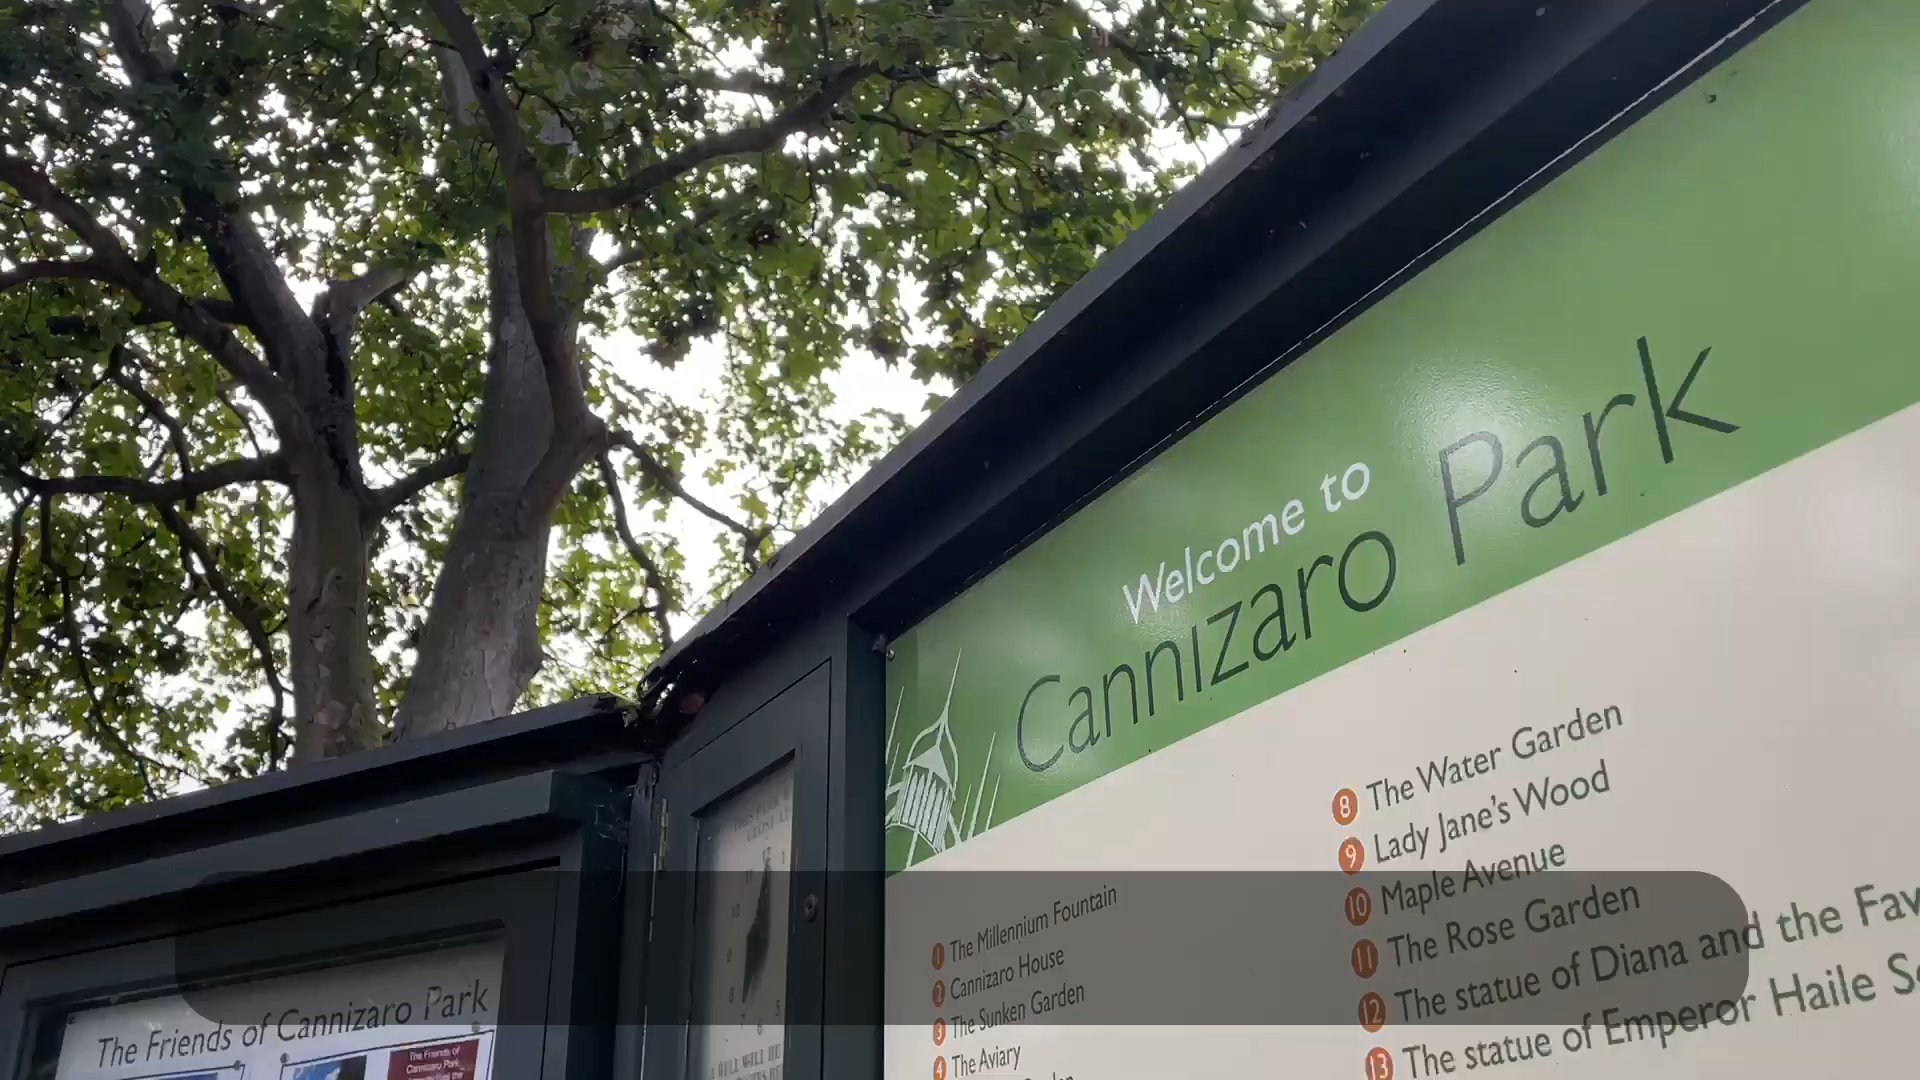 Welcome to
Cannizaro Park
1 The Millennium Fountain
2 Cannizaro House
3 The Sunken Garden
4 The Aviary
8 The Water Garden
9 Lady Jane's Wood
10 Maple Avenue
11 The Rose Garden
12 The statue of Diana and the Fav
13 The statue of Emperor Haile S
The Friends of Cannizaro Park
The Friends of
Cannizaro Park